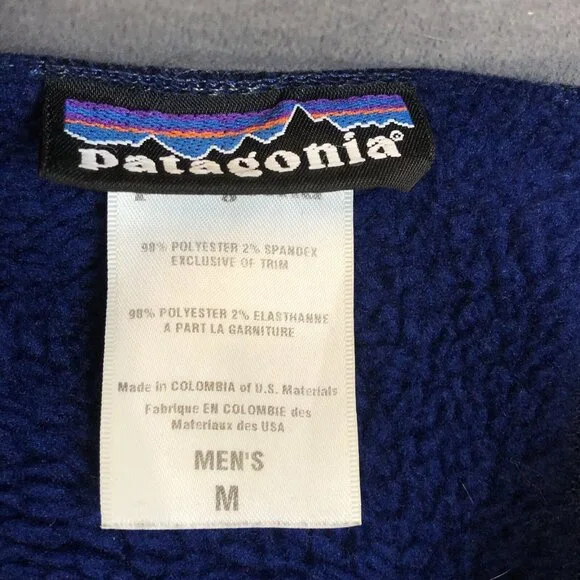 patagonia®
98% POLYESTER 2% SPANDEX
EXCLUSIVE OF TRIM
98% POLYESTER 2% ELASTHANNE
A PART LA GARNITURE
Made in COLOMBIA of U.S. Materials
Fabrique EN COLOMBIE des
Materiaux des USA
MEN'S
M